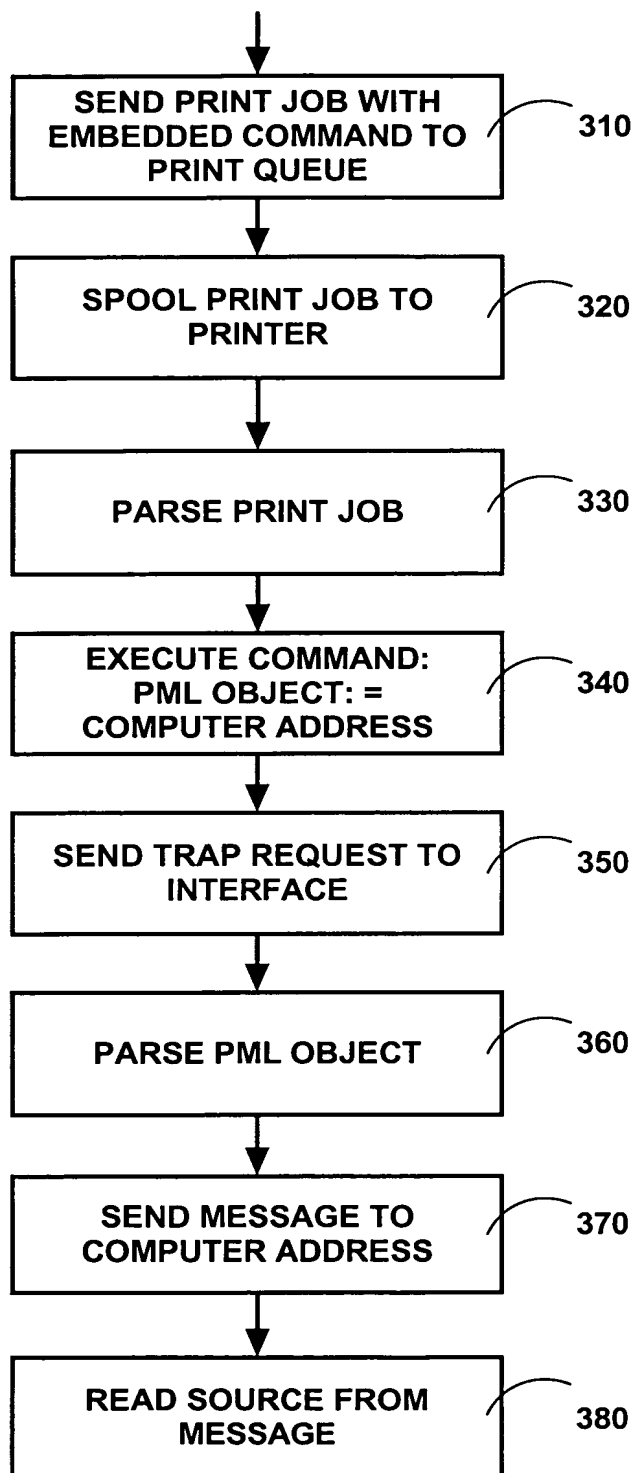 SEND PRINT JOB WITH
EMBEDDED COMMAND TO
PRINT QUEUE
310
SPOOL PRINT JOB TO
PRINTER
320
PARSE PRINT JOB
330
EXECUTE COMMAND:
PML OBJECT: =
COMPUTER ADDRESS
340
SEND TRAP REQUEST TO
INTERFACE
350
PARSE PML OBJECT
360
SEND MESSAGE TO
COMPUTER ADDRESS
370
READ SOURCE FROM
MESSAGE
380